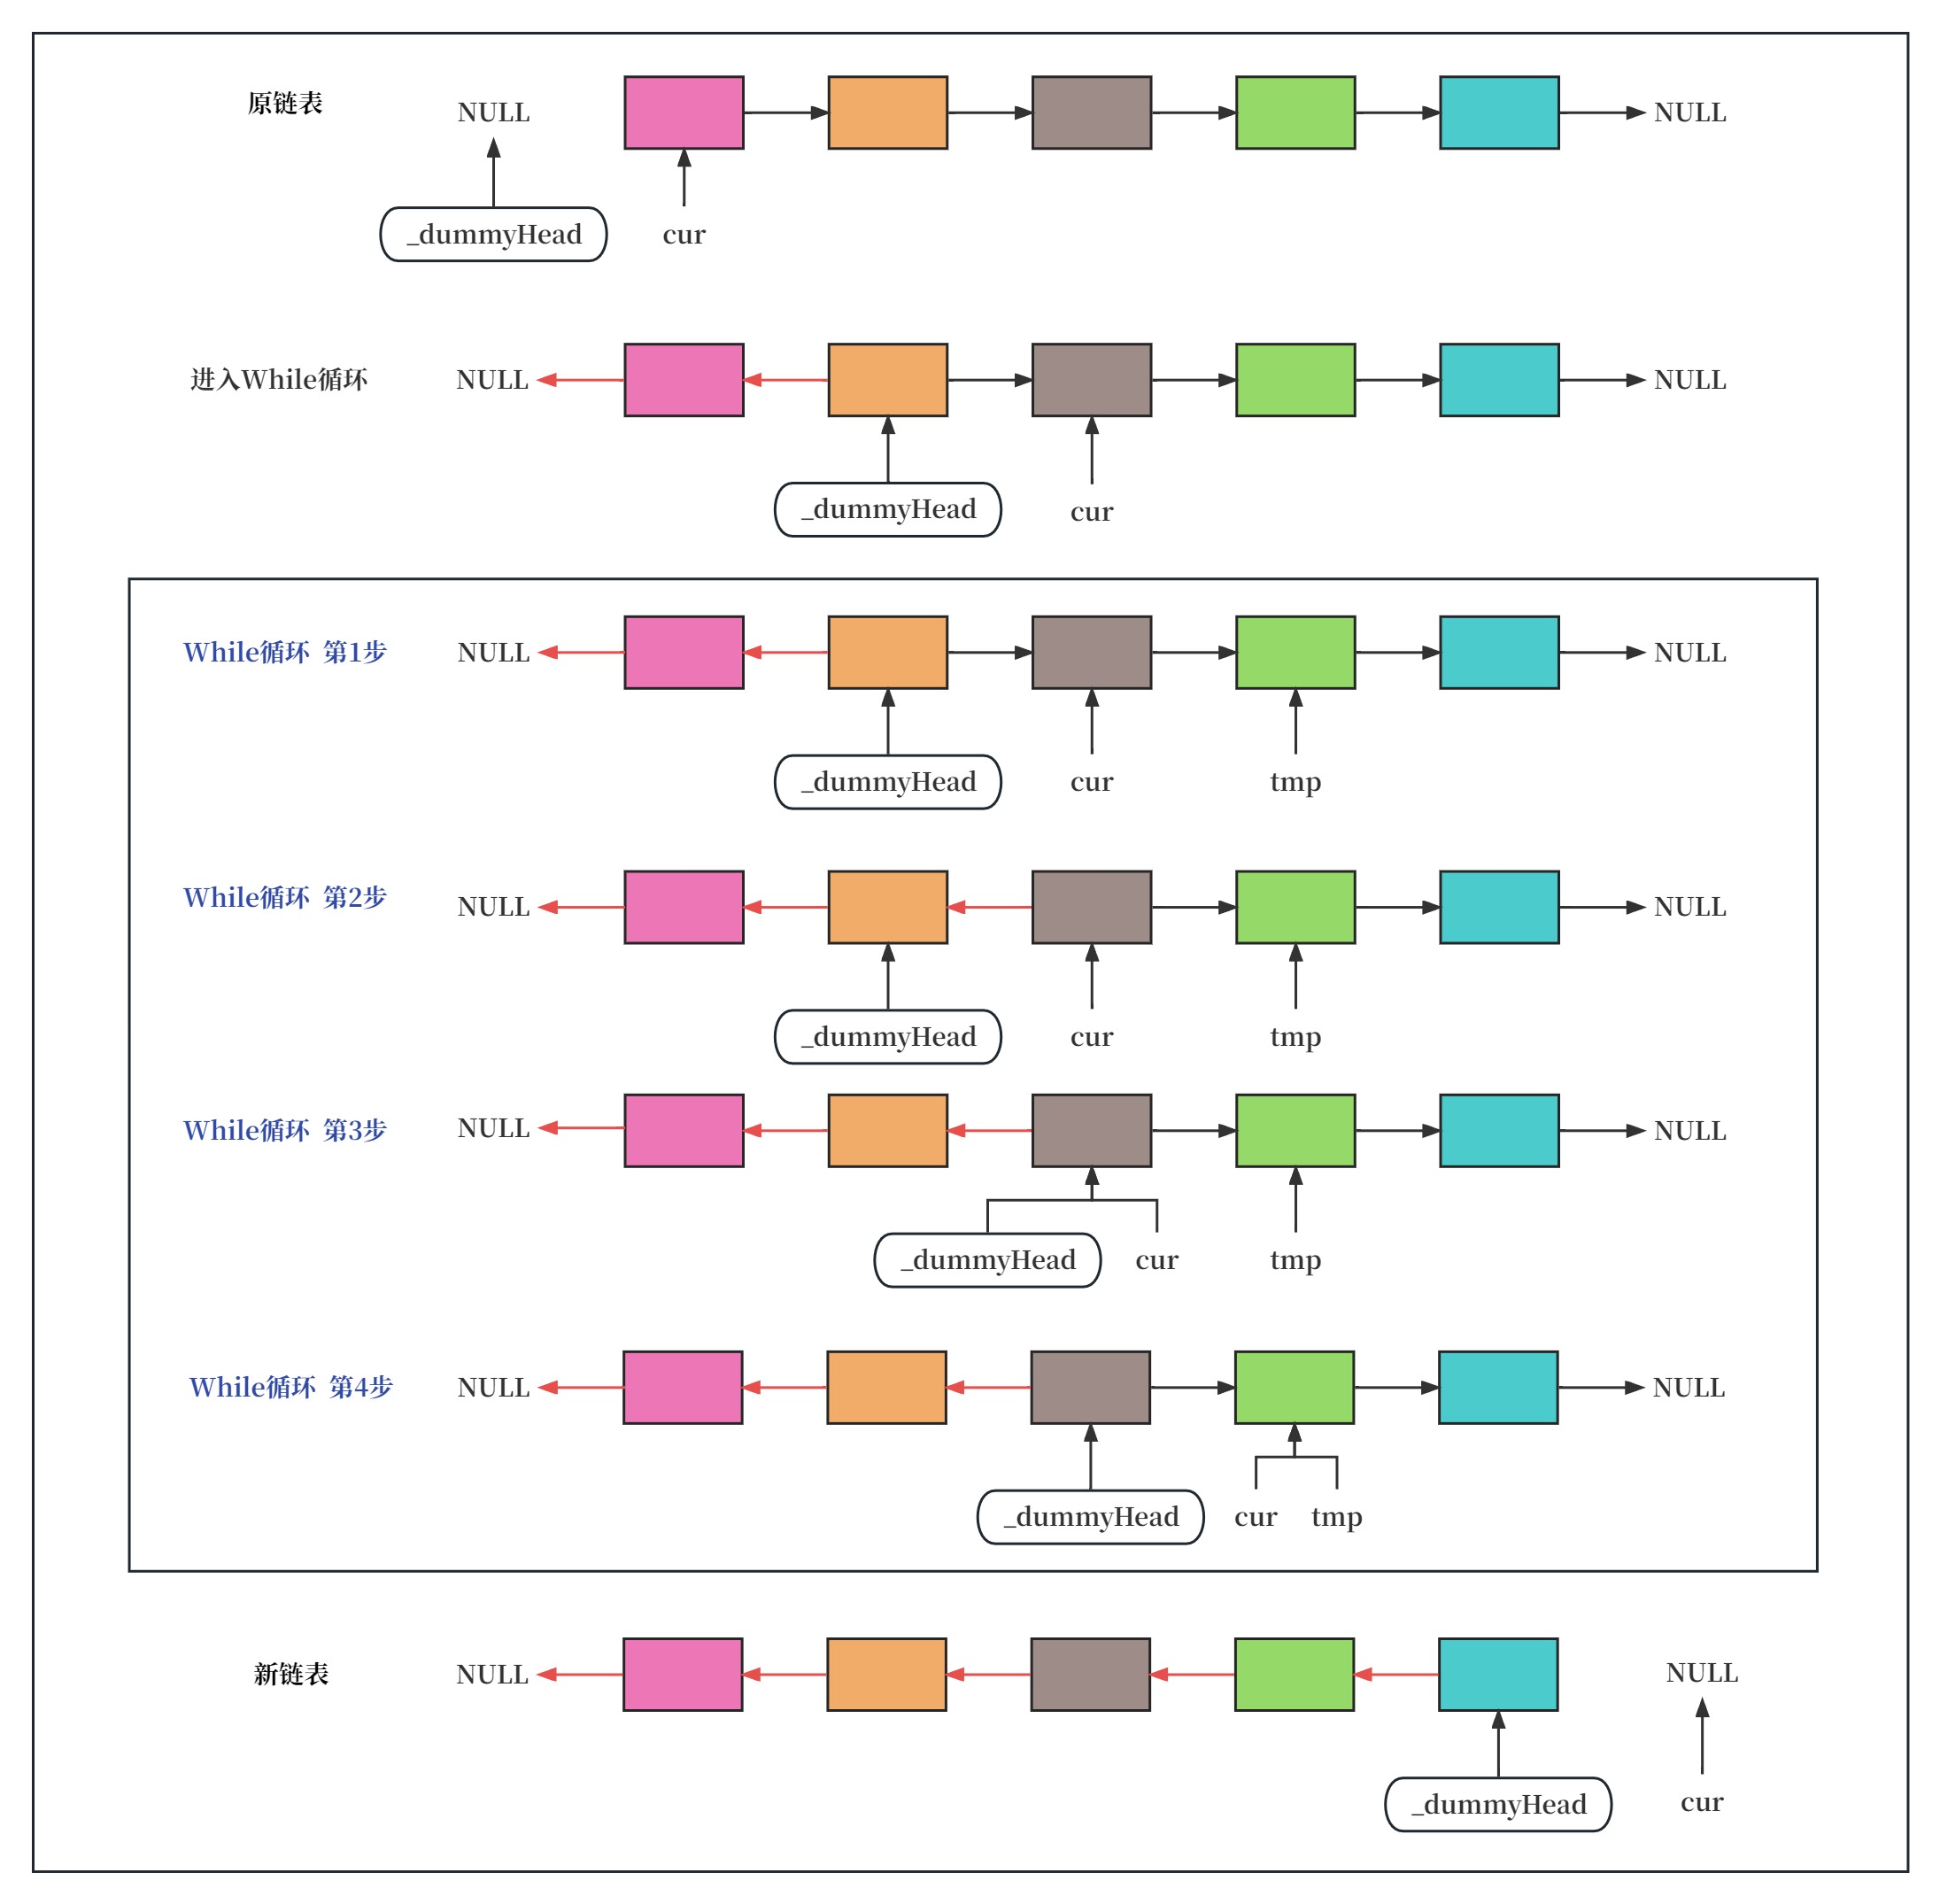 原链表
NULL
NULL
_dummyHead
cur
进入While循环
NULL
NULL
_dummyHead
cur
While循环 第1步
NULL
NULL
_dummyHead
cur
tmp
While循环 第2步
NULL
NULL
_dummyHead
cur
tmp
While循环 第3步
NULL
NULL
_dummyHead
cur
tmp
While循环 第4步
NULL
NULL
_dummyHead
cur
tmp
新链表
NULL
NULL
_dummyHead
cur